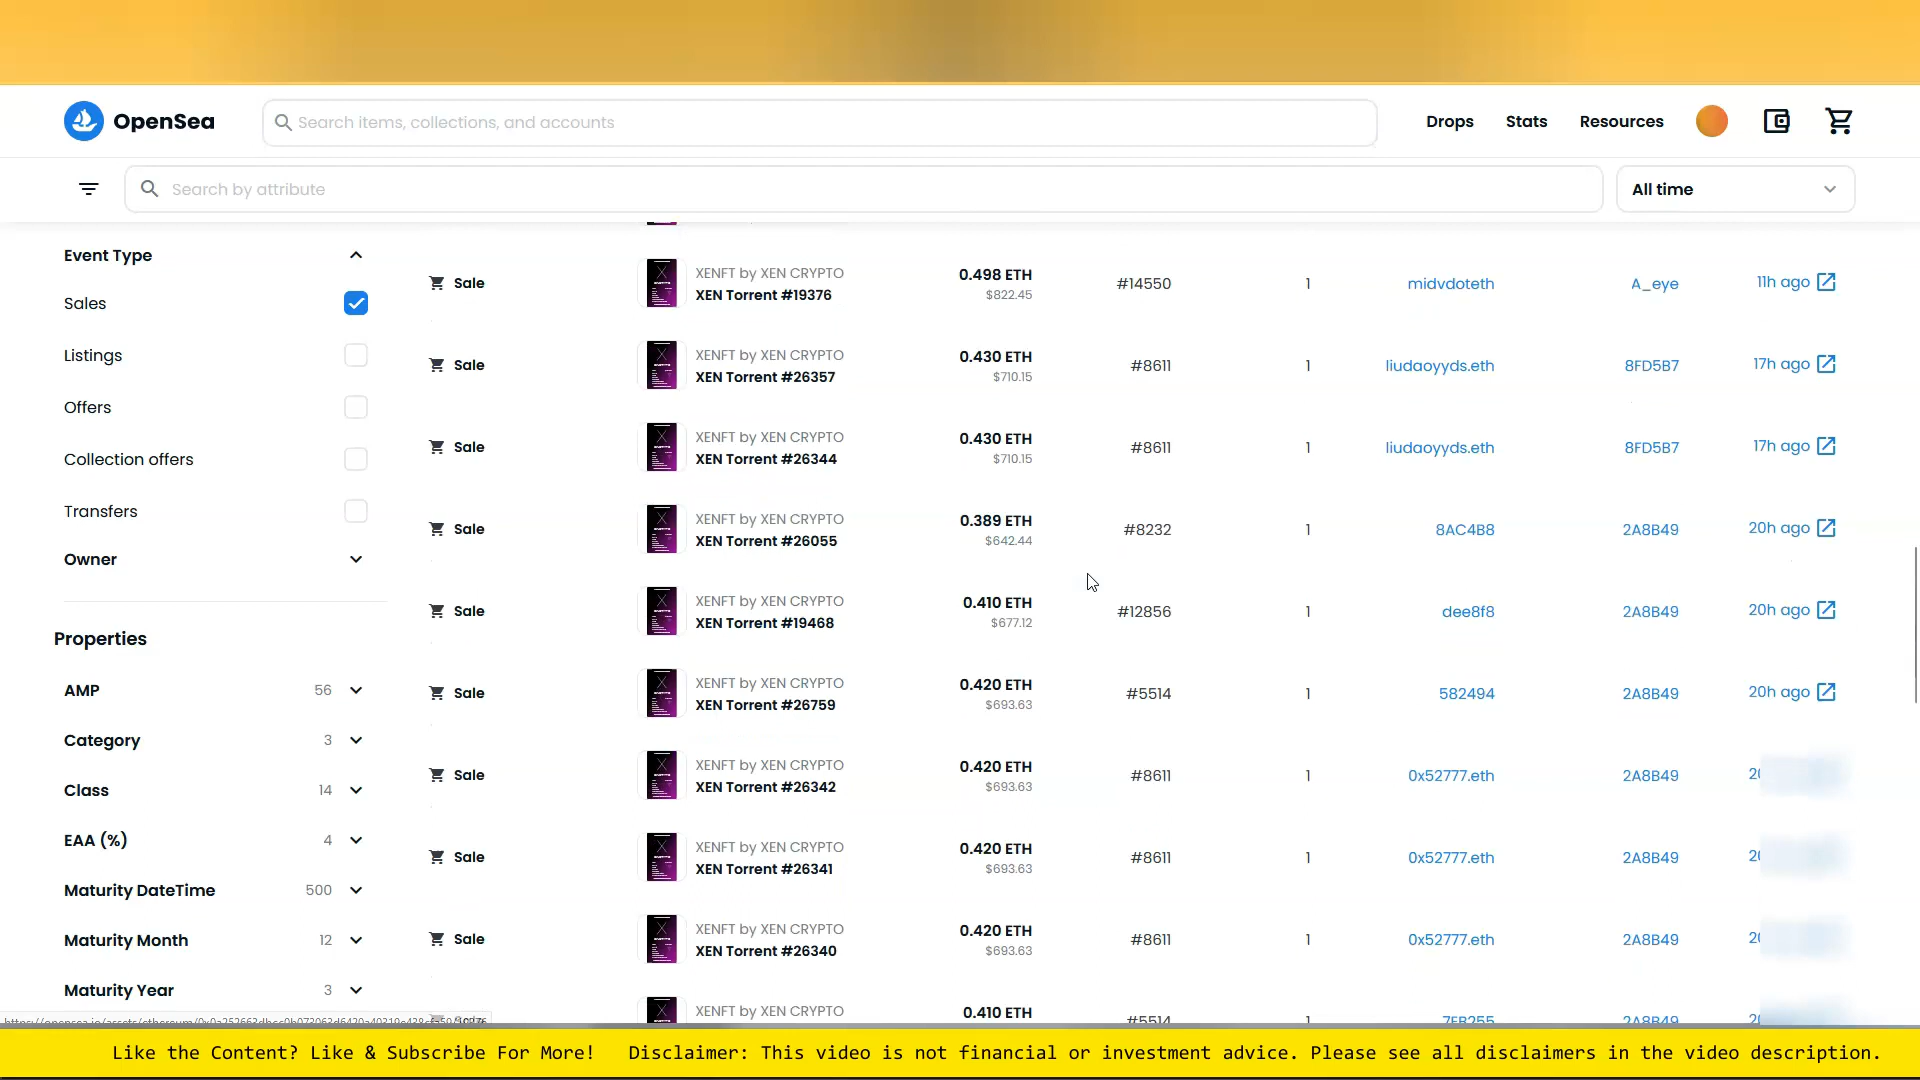 OpenSea
Search items, collections, and accounts
Drops
Stats
Resources
Search by attribute
All time
Event Type
Sales
Listings
Offers
Collection offers
Transfers
Owner
Properties
AMP 56
Category 3
Class 14
EAA (%) 4
Maturity DateTime 500
Maturity Month 12
Maturity Year 3
Sale XENFT by XEN CRYPTO 0.498 ETH #14550 1 midvdoteth A_eye 11h ago
XEN Torrent #19376 $822.45
Sale XENFT by XEN CRYPTO 0.430 ETH #8611 1 liudaoyyds.eth 8FD5B7 17h ago
XEN Torrent #26357 $710.15
Sale XENFT by XEN CRYPTO 0.430 ETH #8611 1 liudaoyyds.eth 8FD5B7 17h ago
XEN Torrent #26344 $710.15
Sale XENFT by XEN CRYPTO 0.389 ETH #8232 1 8AC4B8 2A8B49 20h ago
XEN Torrent #26055 $642.44
Sale XENFT by XEN CRYPTO 0.410 ETH #12856 1 dee8f8 2A8B49 20h ago
XEN Torrent #19468 $677.12
Sale XENFT by XEN CRYPTO 0.420 ETH #5514 1 582494 2A8B49 20h ago
XEN Torrent #26759 $693.63
Sale XENFT by XEN CRYPTO 0.420 ETH #8611 1 0x52777.eth 2A8B49
XEN Torrent #26342 $693.63
Sale XENFT by XEN CRYPTO 0.420 ETH #8611 1 0x52777.eth 2A8B49
XEN Torrent #26341 $693.63
Sale XENFT by XEN CRYPTO 0.420 ETH #8611 1 0x52777.eth 2A8B49
XEN Torrent #26340 $693.63
XENFT by XEN CRYPTO 0.410 ETH #5514 1 7FB255 2A8B49
Like the Content? Like & Subscribe For More! Disclaimer: This video is not financial or investment advice. Please see all disclaimers in the video description.